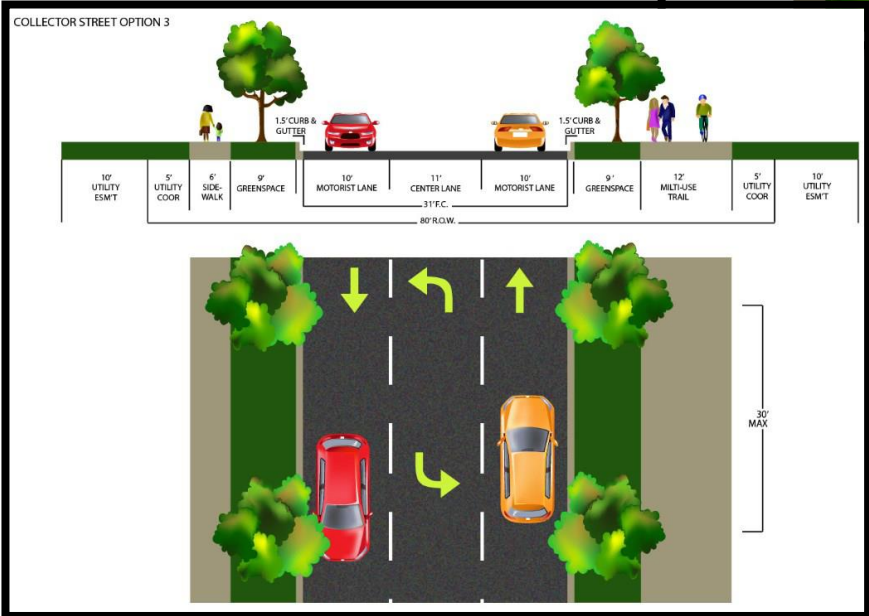 COLLECTOR STREET OPTION 3
1.5' CURB &
GUTTER
1.5' CURB &
GUTTER
10'
UTILITY
ESM'T
5'
UTILITY
COOR
6'
SIDE-
WALK
9'
GREENSPACE
10'
MOTORIST LANE
11'
CENTER LANE
10'
MOTORIST LANE
9'
GREENSPACE
12'
MILTI-USE
TRAIL
5'
UTILITY
COOR
10'
UTILITY
ESM'T
31' F.C.
80' R.O.W.
30'
MAX